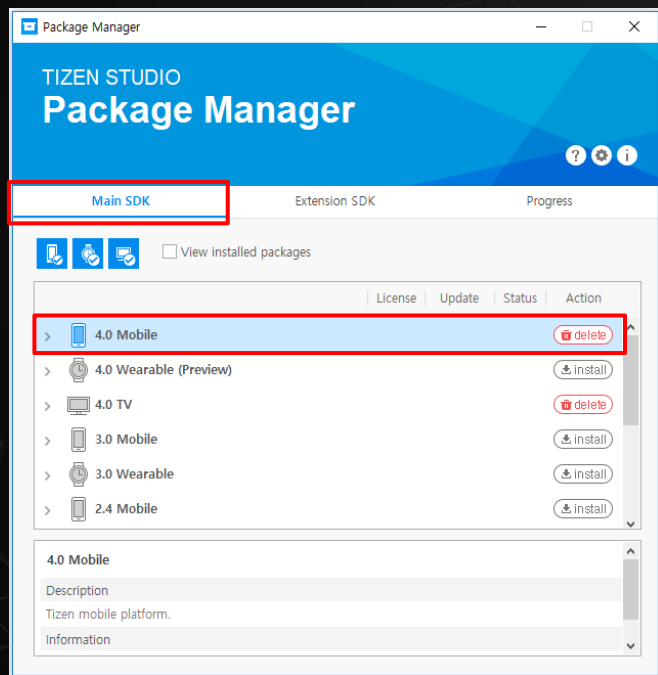 Package Manager
TIZEN STUDIO
Package Manager
? i
Main SDK Extension SDK Progress
View installed packages
License Update Status Action
4.0 Mobile delete
4.0 Wearable (Preview) install
4.0 TV delete
3.0 Mobile install
3.0 Wearable install
2.4 Mobile install
4.0 Mobile
Description
Tizen mobile platform.
Information